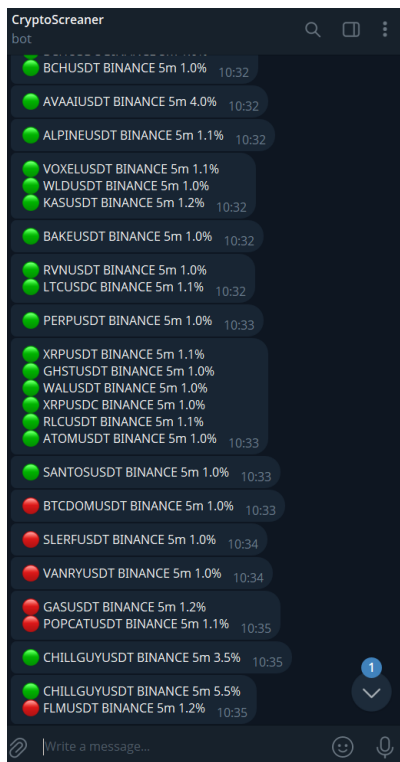 CryptoScreaner
bot
BCHUSDT BINANCE 5m 1.0%
10:32
AVAAIUSDT BINANCE 5m 4.0%
10:32
ALPINEUSDT BINANCE 5m 1.1%
10:32
VOXELUSDT BINANCE 5m 1.1%
WLDUSDT BINANCE 5m 1.0%
KASUSDT BINANCE 5m 1.2%
10:32
BAKEUSDT BINANCE 5m 1.0%
10:32
RVNUSDT BINANCE 5m 1.0%
LTCUSDC BINANCE 5m 1.1%
10:32
PERPUSDT BINANCE 5m 1.0%
10:33
XRPUSDT BINANCE 5m 1.1%
GHSTUSDT BINANCE 5m 1.0%
WALUSDT BINANCE 5m 1.0%
XRPUSDC BINANCE 5m 1.0%
RLCUSDT BINANCE 5m 1.1%
ATOMUSDT BINANCE 5m 1.0%
10:33
SANTOSUSDT BINANCE 5m 1.0%
10:33
BTCDOMUSDT BINANCE 5m 1.0%
10:33
SLERFUSDT BINANCE 5m 1.0%
10:34
VANRYUSDT BINANCE 5m 1.0%
10:34
GASUSDT BINANCE 5m 1.2%
POPCATUSDT BINANCE 5m 1.1%
10:35
CHILLGUYUSDT BINANCE 5m 3.5%
10:35
CHILLGUYUSDT BINANCE 5m 5.5%
FLMUSDT BINANCE 5m 1.2%
10:35
1
Write a message...